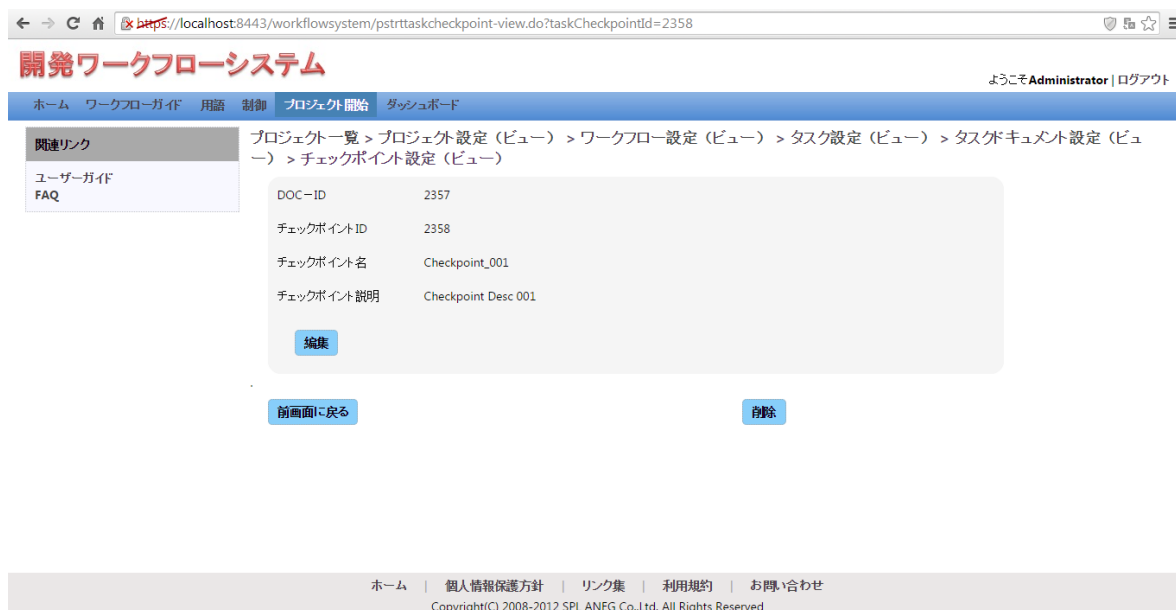 https://localhost:8443/workflowsystem/pstrttaskcheckpoint-view.do?taskCheckpointId=2358
開発ワークフローシステム
ようこそAdministrator | ログアウト
ホーム ワークフローガイド 用語 制御 プロジェクト開始 ダッシュボード
関連リンク
ユーザーガイド
FAQ
プロジェクト一覧 > プロジェクト設定（ビュー） > ワークフロー設定（ビュー） > タスク設定（ビュー） > タスクドキュメント設定（ビュ
ー） > チェックポイント設定（ビュー）
DOC－ID 2357
チェックポイントID 2358
チェックポイント名 Checkpoint_001
チェックポイント説明 Checkpoint Desc 001
編集
.
前画面に戻る 削除
ホーム | 個人情報保護方針 | リンク集 | 利用規約 | お問い合わせ
Copyright(C) 2008-2012 SPL ANFG Co.,Ltd. All Rights Reserved